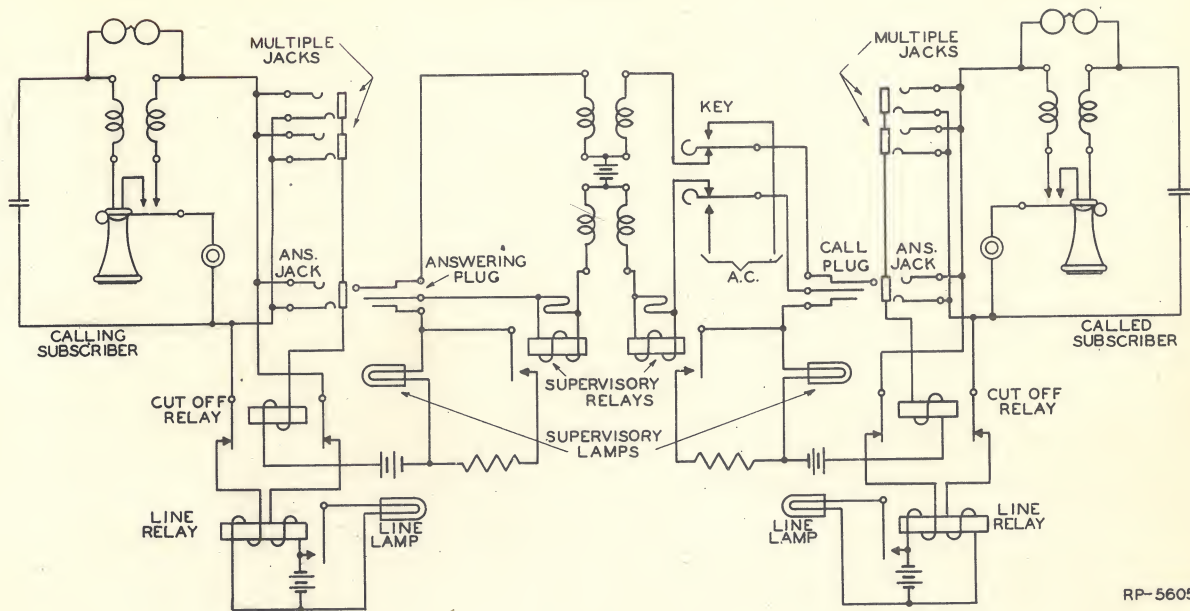 MULTIPLE
JACKS
MULTIPLE
JACKS
KEY
ANS.
JACK
ANSWERING
PLUG
A.C.
CALL
PLUG
ANS.
JACK
CALLING
SUBSCRIBER
CALLED
SUBSCRIBER
SUPERVISORY
RELAYS
CUT OFF
RELAY
CUT OFF
RELAY
SUPERVISORY
LAMPS
LINE
RELAY
LINE
LAMP
LINE
LAMP
LINE
RELAY
RP-5605